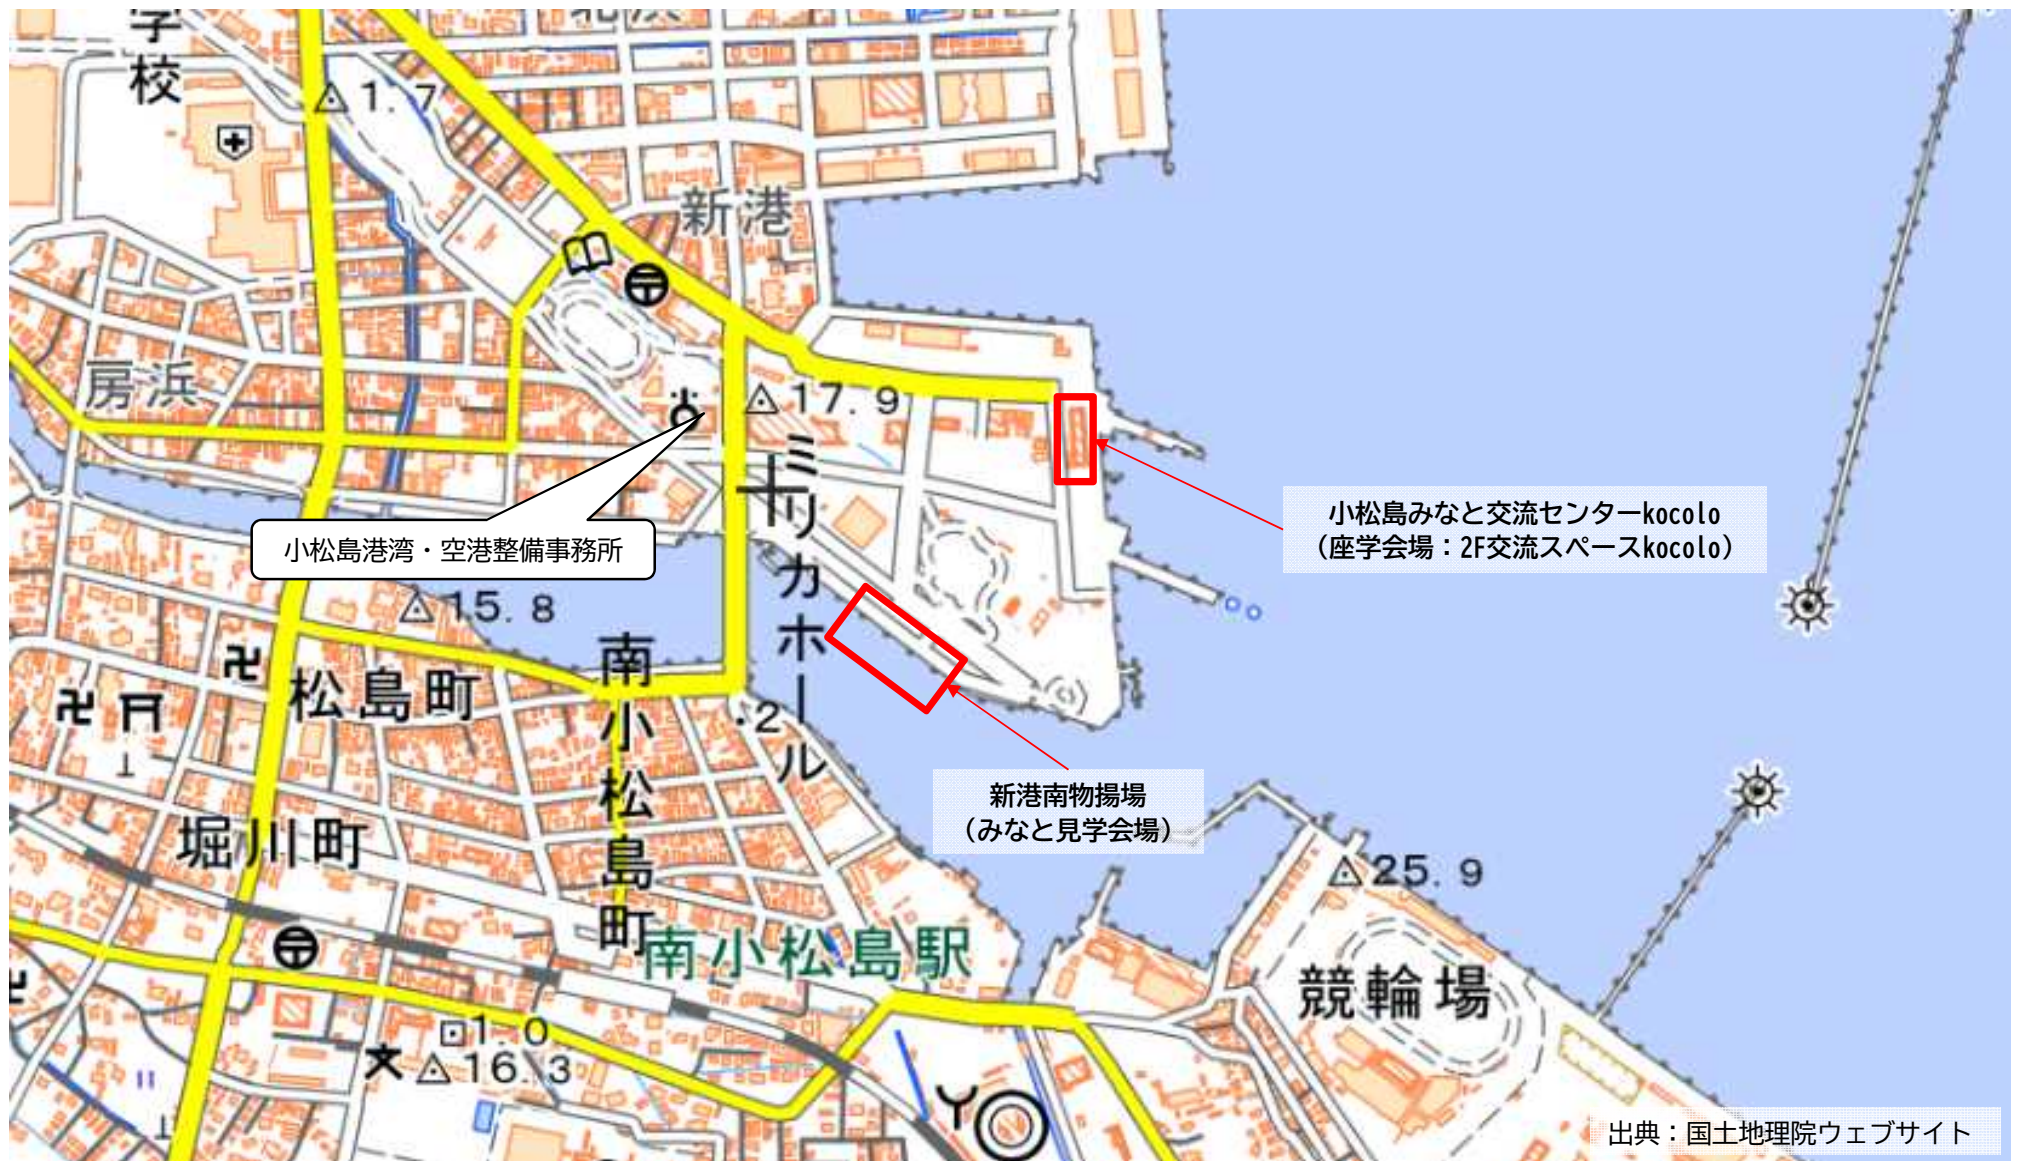 学校
北浜
1.7
新港
房浜
17.9
ミリカホール
小松島みなと交流センターkocolo
（座学会場：2F交流スペースkocolo）
小松島港湾・空港整備事務所
15.8
松島町
南小松島町
.2
新港南物揚場
（みなと見学会場）
堀川町
25.9
南小松島駅
競輪場
1.0
16.3
出典：国土地理院ウェブサイト